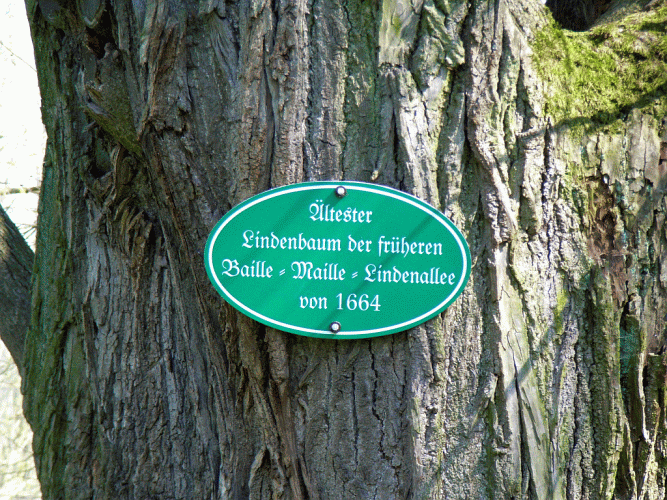 Ältester
Lindenbaum der früheren
Baille - Maille - Lindenallee
von 1664